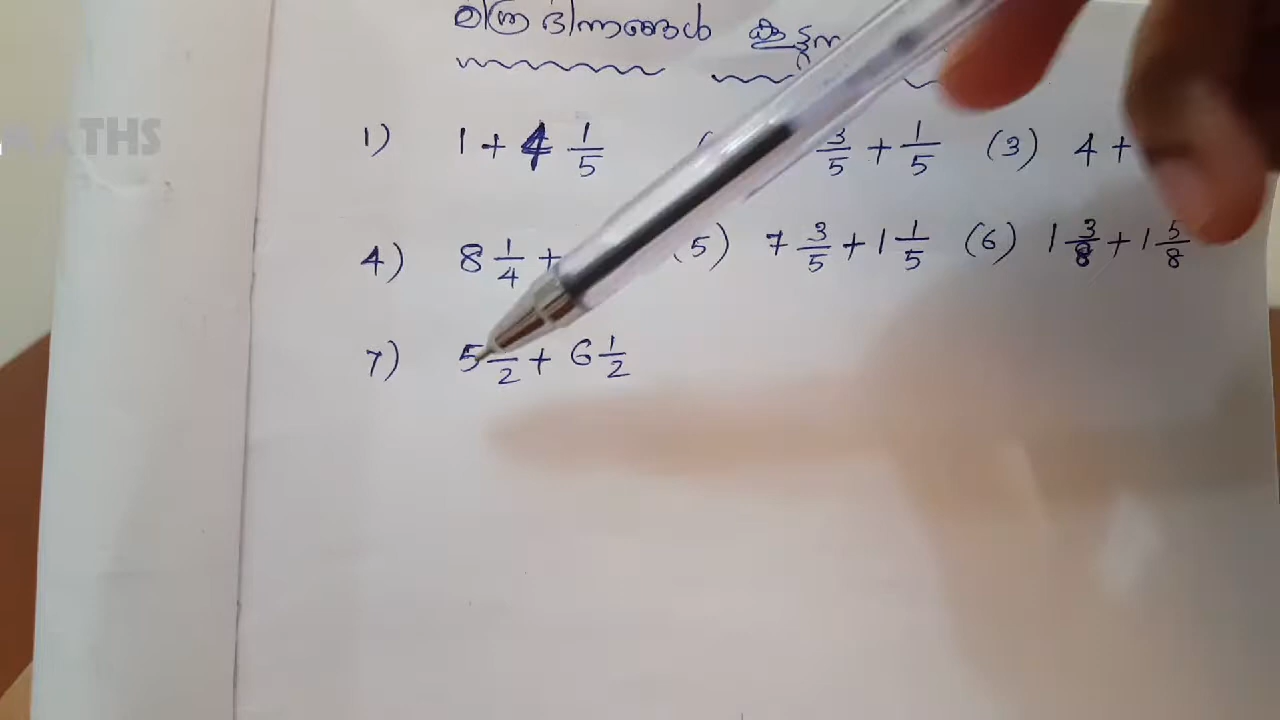 മിശ്ര ഭിന്നങ്ങൾ
MATHS
1) 1 + 4 1/5 3/5 + 1/5 (3) 4 +
4) 8 1/4 + 5) 7 3/5 + 1 1/5 (6) 1 3/8 + 1 5/8
7) 5 /2 + 6 1/2